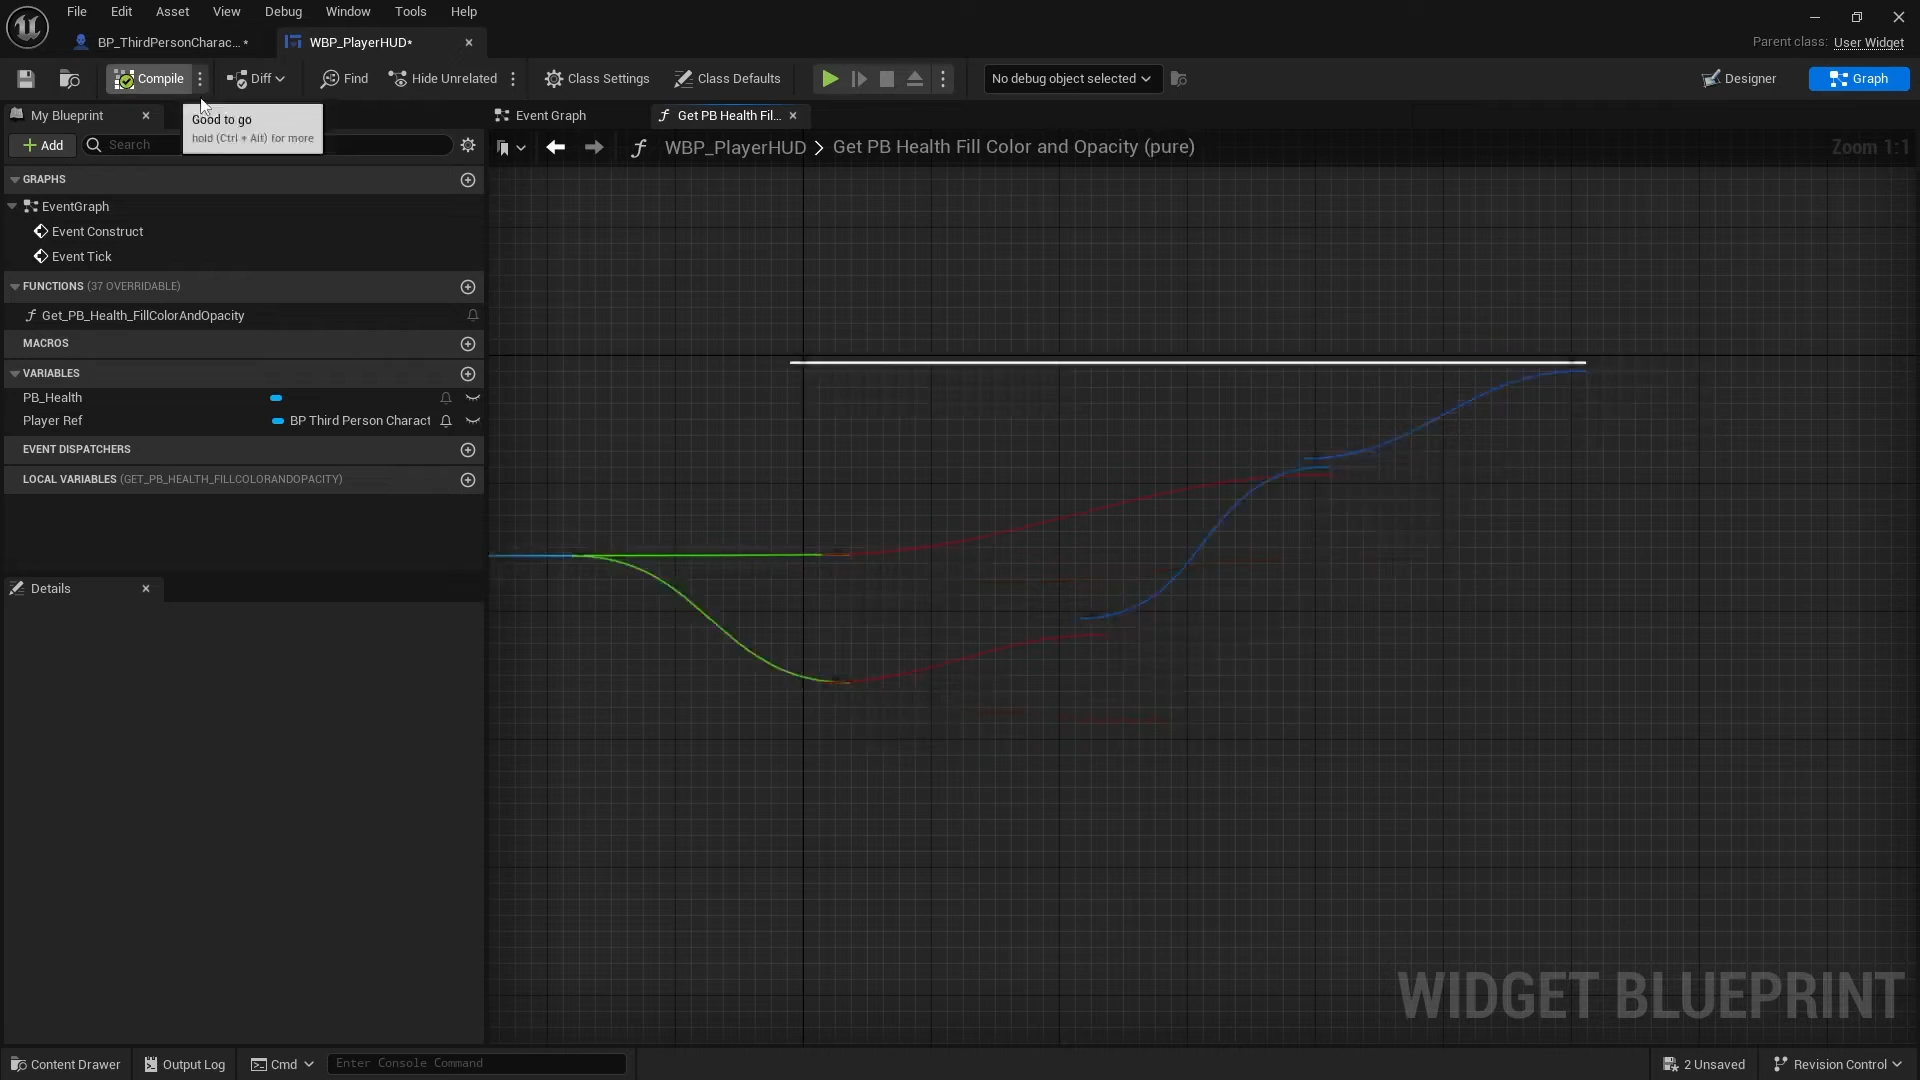 File Edit Asset View Debug Window Tools Help
BP_ThirdPersonCharac... *
WBP_PlayerHUD*
Parent class: User Widget
Compile
Diff
Find
Hide Unrelated
Class Settings
Class Defaults
No debug object selected
Designer
Graph
My Blueprint
Good to go
hold (Ctrl + Alt) for more
Event Graph
Get PB Health Fil...
Add
Search
WBP_PlayerHUD > Get PB Health Fill Color and Opacity (pure)
Zoom 1:1
GRAPHS
EventGraph
Event Construct
Event Tick
FUNCTIONS (37 OVERRIDABLE)
Get_PB_Health_FillColorAndOpacity
MACROS
VARIABLES
PB_Health
Player Ref BP Third Person Charact
EVENT DISPATCHERS
LOCAL VARIABLES (GET_PB_HEALTH_FILLCOLORANDOPACITY)
Details
WIDGET BLUEPRINT
Content Drawer
Output Log
Cmd
Enter Console Command
2 Unsaved
Revision Control